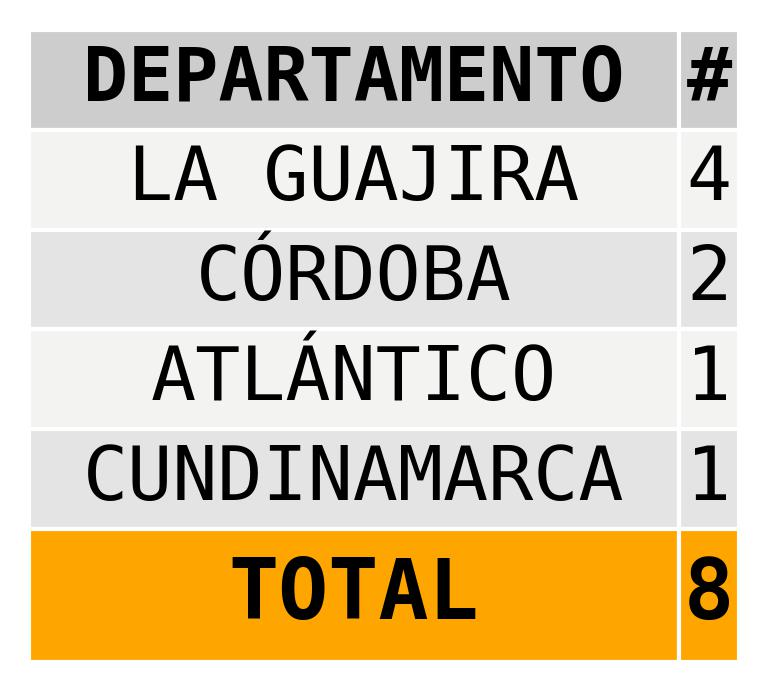 DEPARTAMENTO #
LA GUAJIRA 4
CÓRDOBA 2
ATLÁNTICO 1
CUNDINAMARCA 1
TOTAL 8